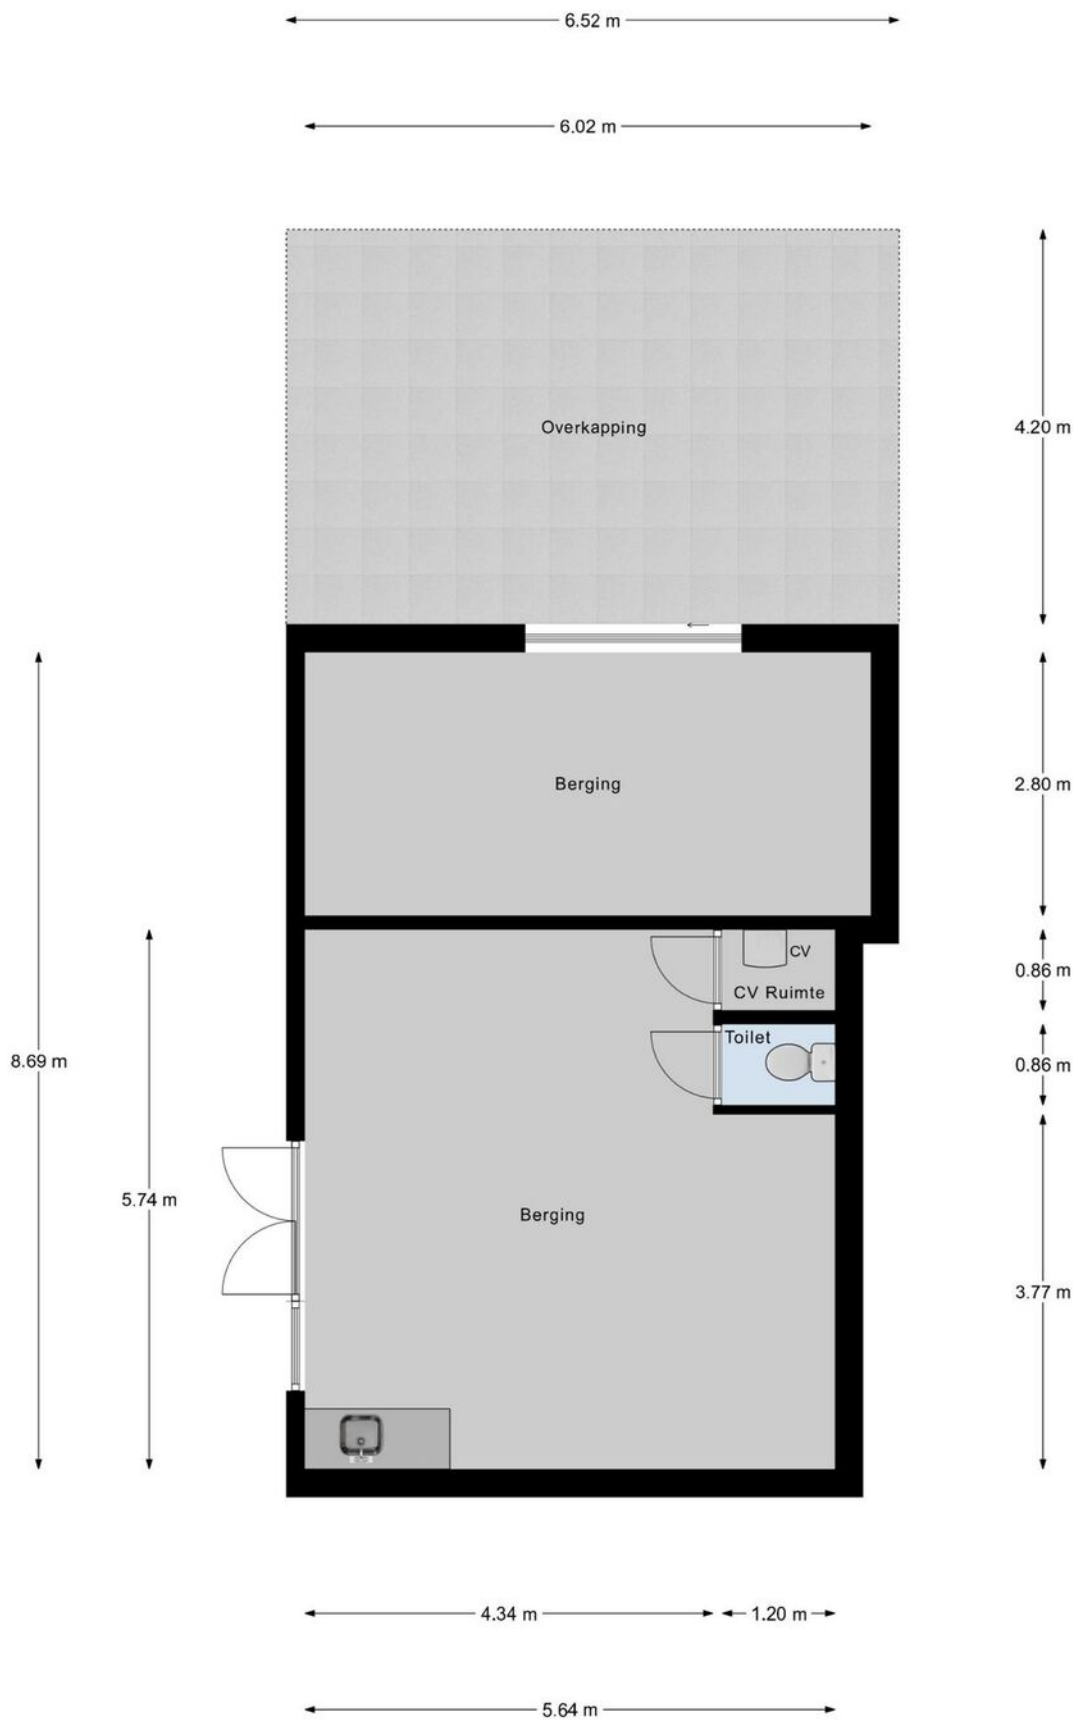 6.52 m
6.02 m
Overkapping
4.20 m
Berging
2.80 m
CV
0.86 m
CV Ruimte
Toilet
8.69 m
0.86 m
5.74 m
Berging
3.77 m
4.34 m
1.20 m
5.64 m